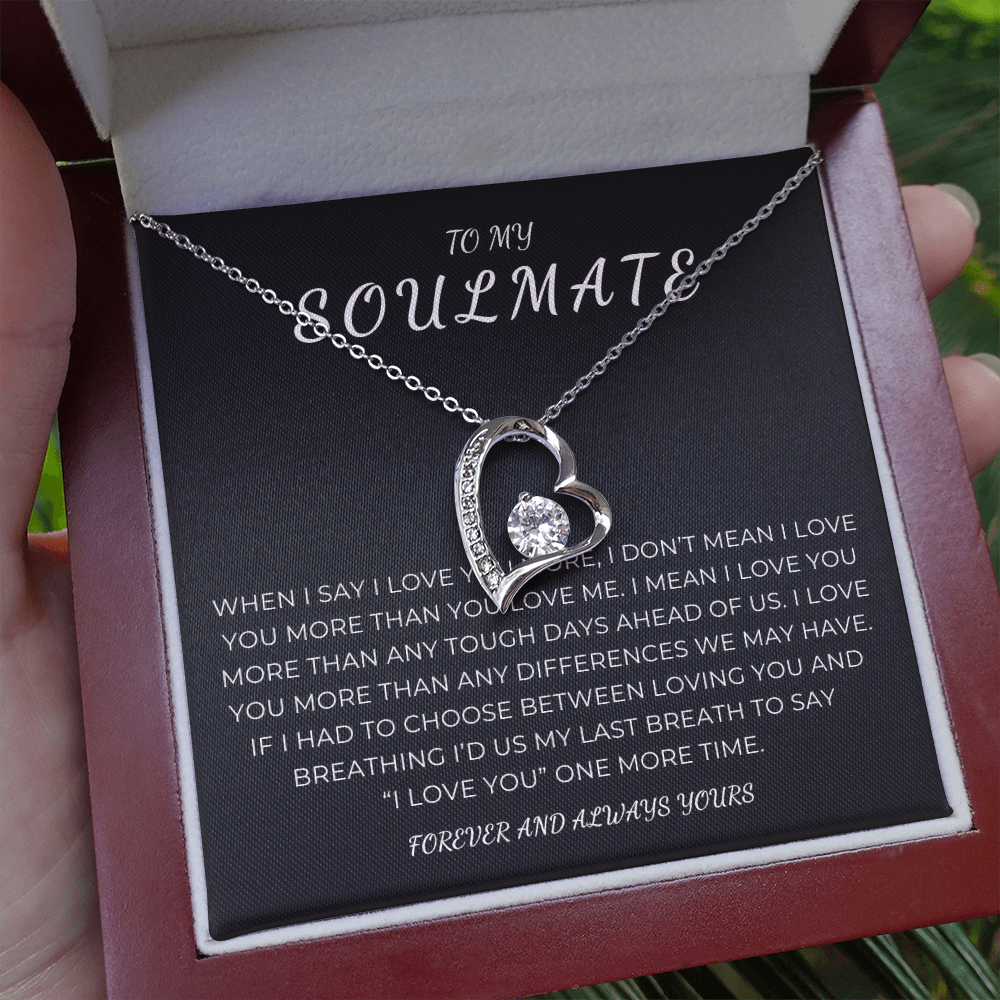 TO MY
SOULMATE
WHEN I SAY I LOVE I DON'T MEAN I LOVE
YOU MORE THAN YOU LOVE ME. I MEAN I LOVE YOU
MORE THAN ANY TOUGH DAYS AHEAD OF US. I LOVE
YOU MORE THAN ANY DIFFERENCES WE MAY HAVE.
IF I HAD TO CHOOSE BETWEEN LOVING YOU AND
BREATHING I'D US MY LAST BREATH TO SAY
“I LOVE YOU” ONE MORE TIME.
FOREVER AND ALWAYS YOURS